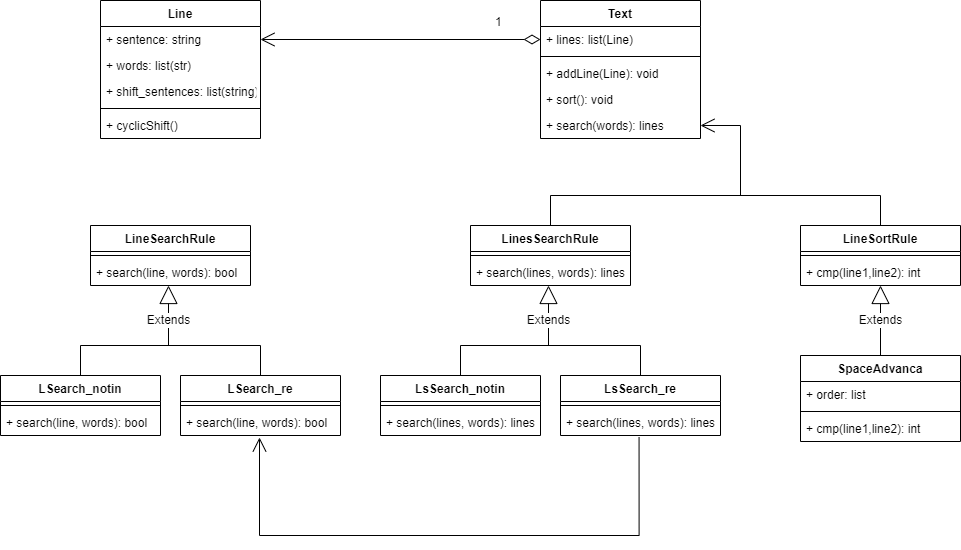 Line
+ sentence: string
+ words: list(str)
+ shift_sentences: list(string)
+ cyclicShift()
1
Text
+ lines: list(Line)
+ addLine(Line): void
+ sort(): void
+ search(words): lines
LineSearchRule
+ search(line, words): bool
LinesSearchRule
+ search(lines, words): lines
LineSortRule
+ cmp(line1,line2): int
Extends
Extends
Extends
LSearch_notin
+ search(line, words): bool
LSearch_re
+ search(line, words): bool
LsSearch_notin
+ search(lines, words): lines
LsSearch_re
+ search(lines, words): lines
SpaceAdvanca
+ order: list
+ cmp(line1,line2): int